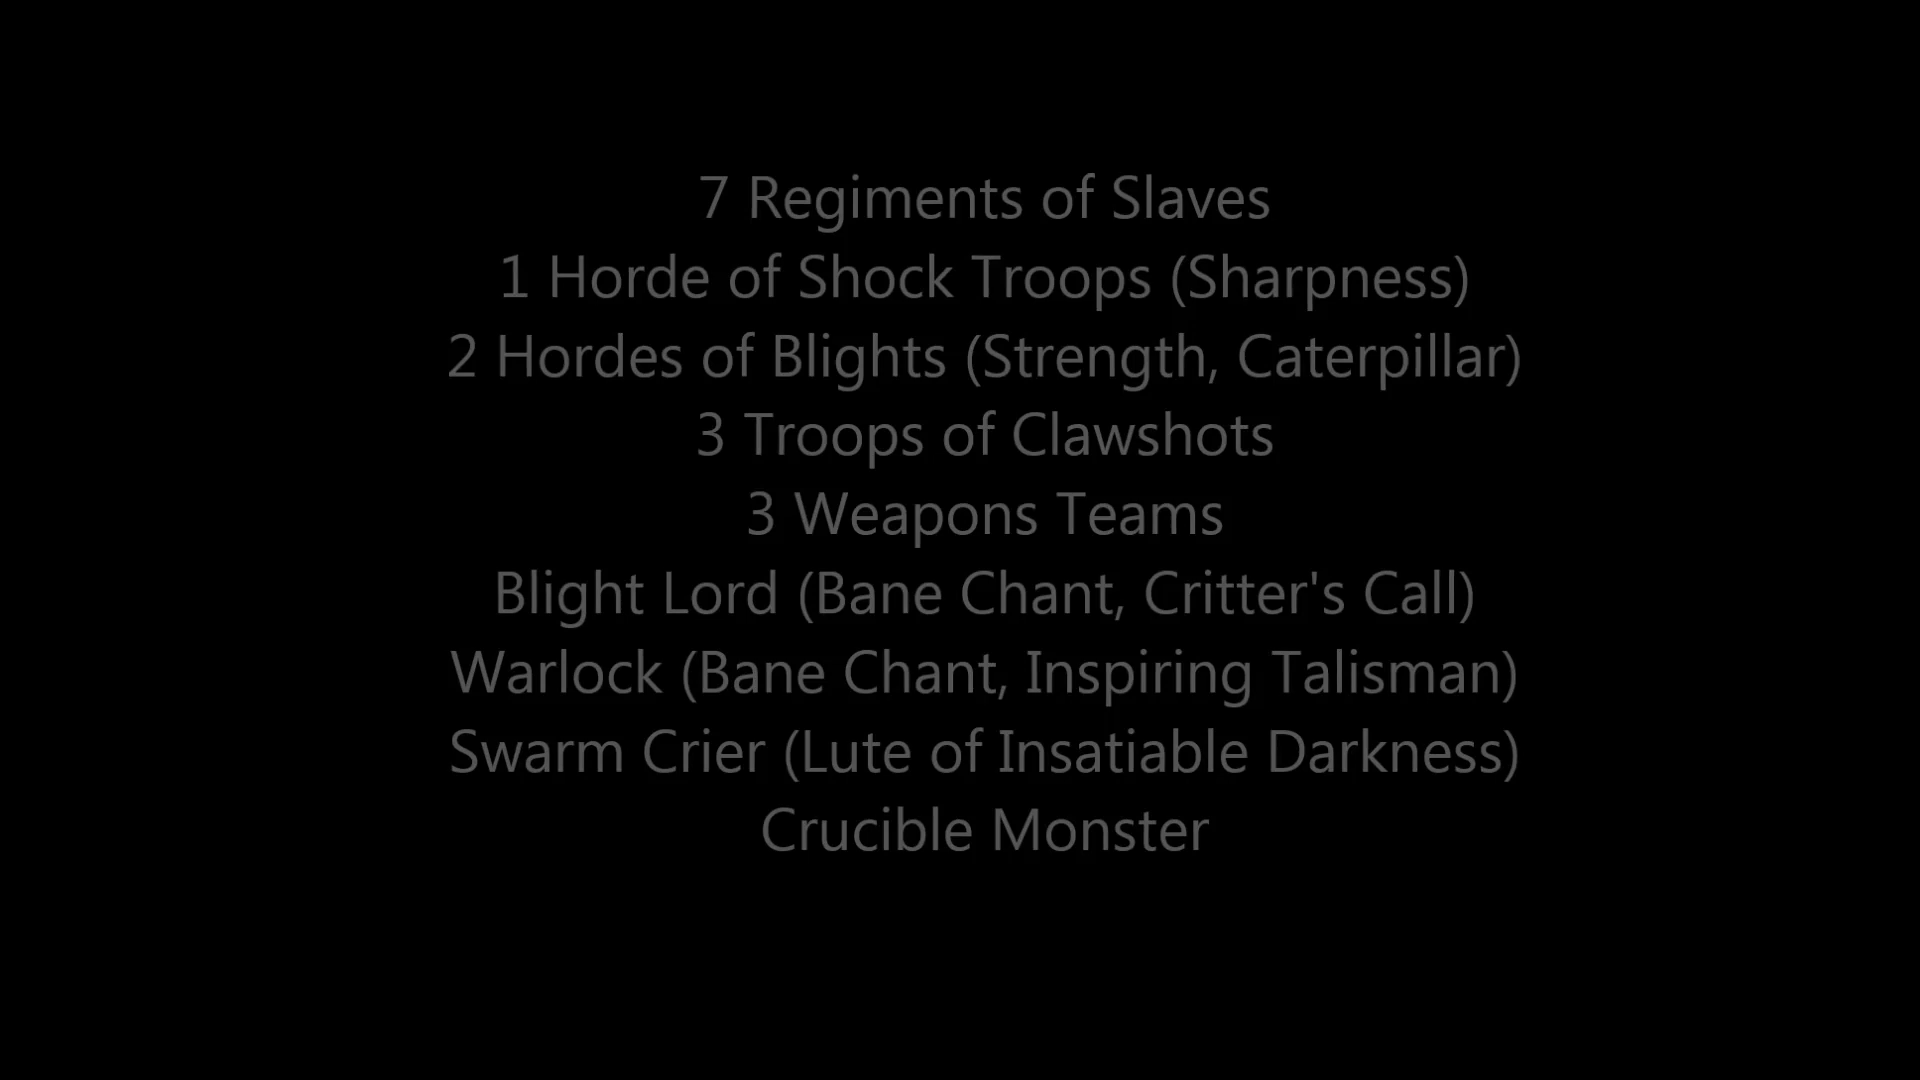 7 Regiments of Slaves
1 Horde of Shock Troops (Sharpness)
2 Hordes of Blights (Strength, Caterpillar)
3 Troops of Clawshots
3 Weapons Teams
Blight Lord (Bane Chant, Critter's Call)
Warlock (Bane Chant, Inspiring Talisman)
Swarm Crier (Lute of Insatiable Darkness)
Crucible Monster